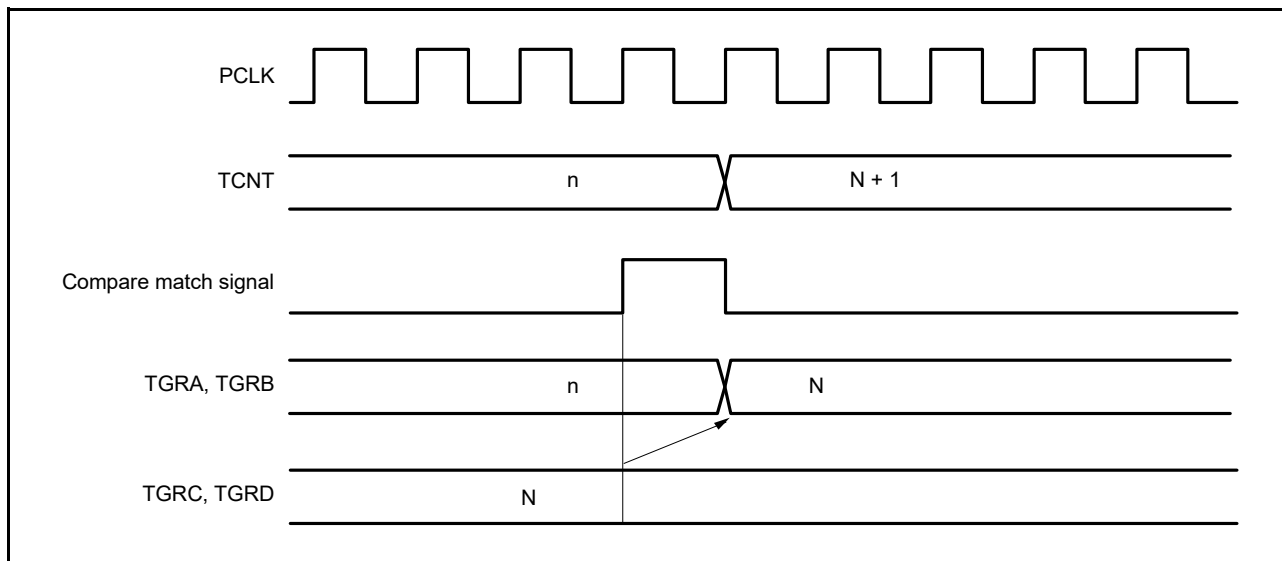 PCLK
TCNT n N + 1
Compare match signal
TGRA, TGRB n N
TGRC, TGRD N